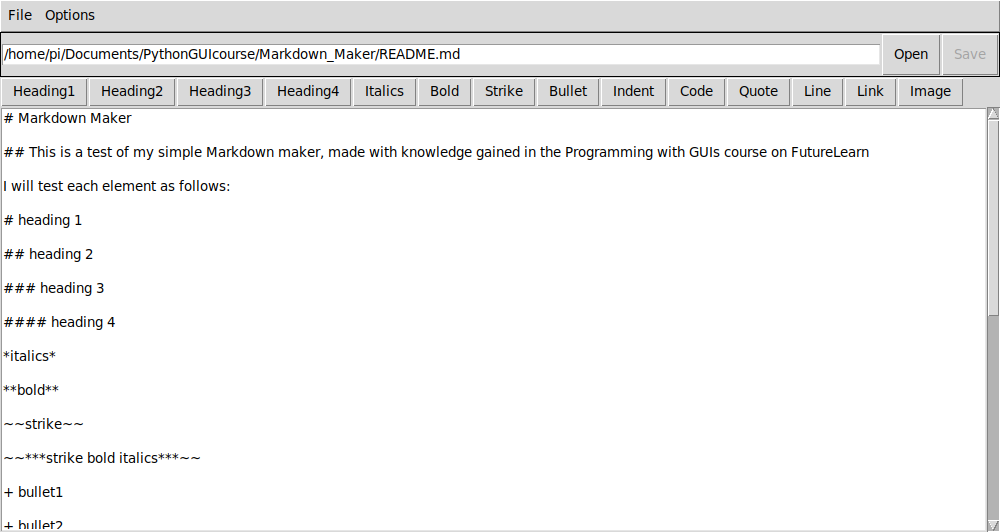 File Options
/home/pi/Documents/PythonGUIcourse/Markdown_Maker/README.md Open Save
Heading1 Heading2 Heading3 Heading4 Italics Bold Strike Bullet Indent Code Quote Line Link Image
# Markdown Maker
## This is a test of my simple Markdown maker, made with knowledge gained in the Programming with GUIs course on FutureLearn
I will test each element as follows:
# heading 1
## heading 2
### heading 3
#### heading 4
*italics*
**bold**
~~strike~~
~~***strike bold italics***~~
+ bullet1
+ bullet2